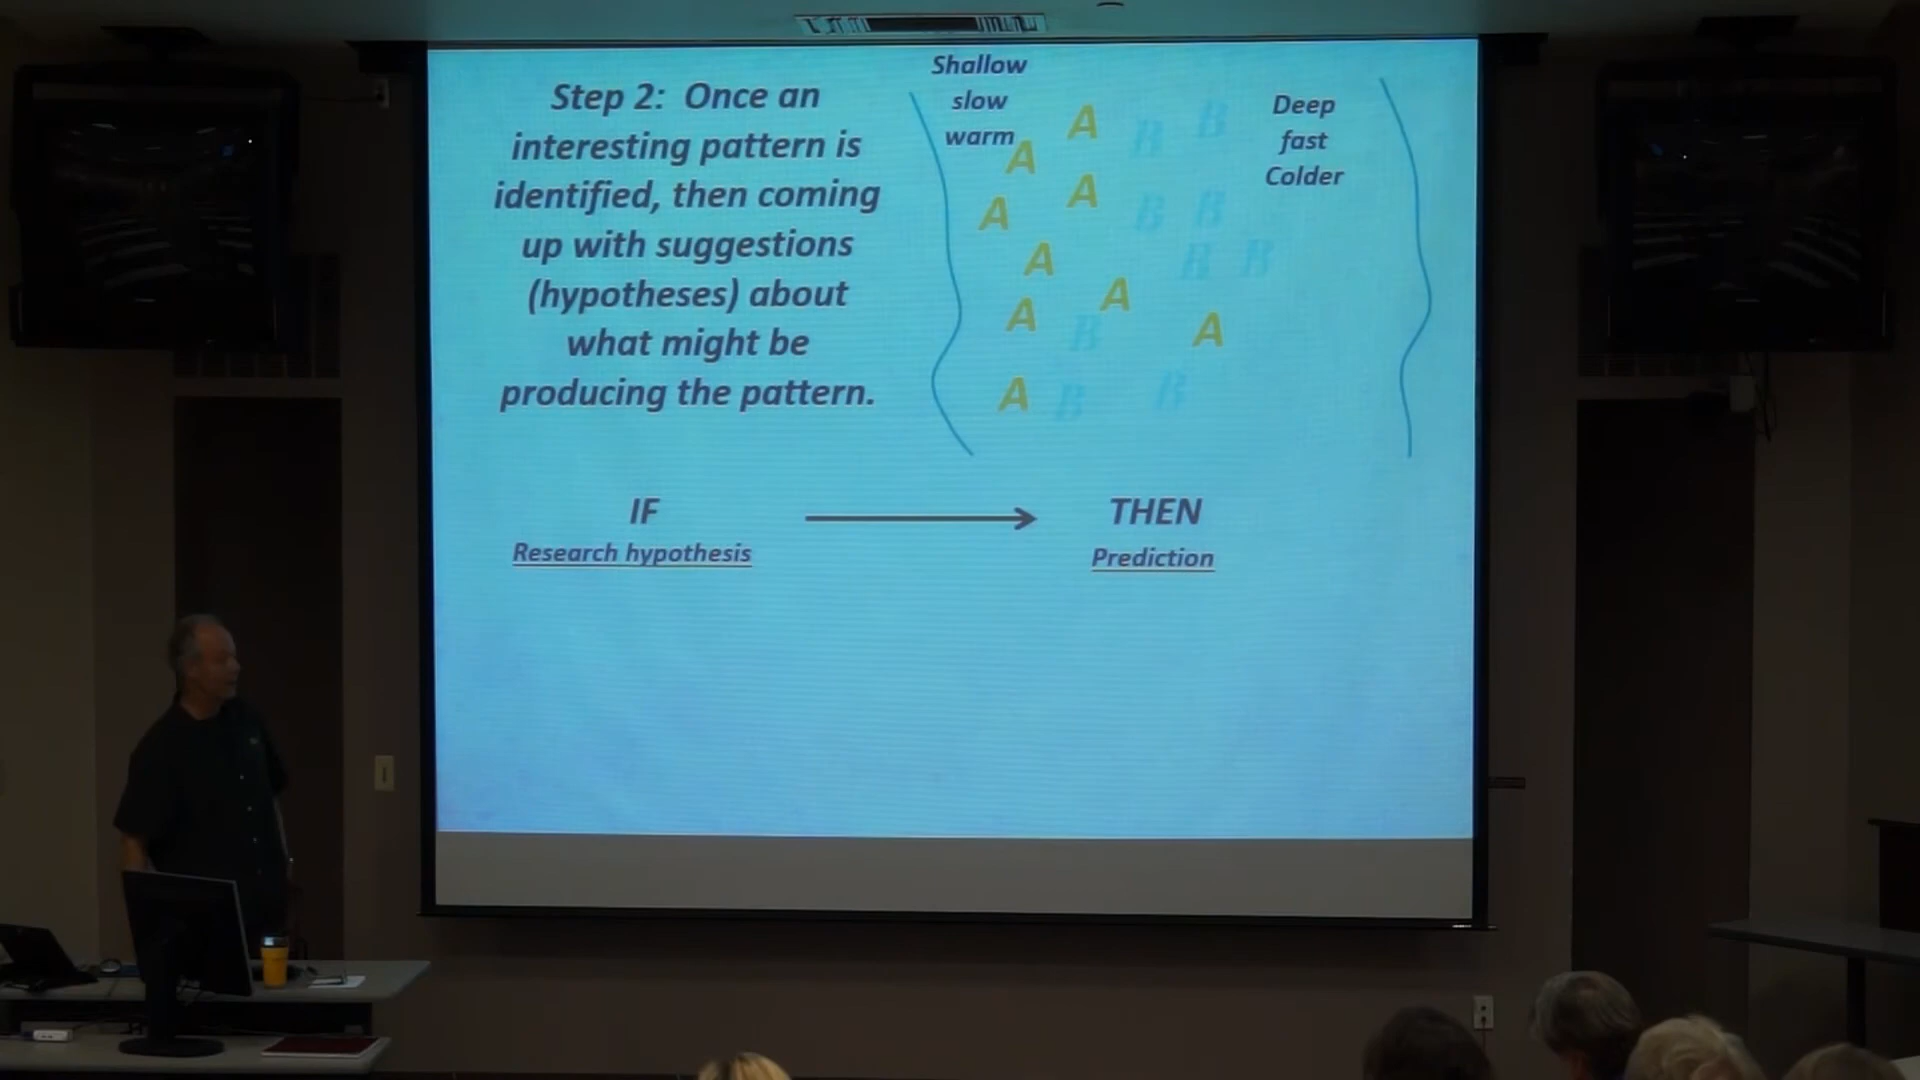 Step 2: Once an
interesting pattern is
identified, then coming
up with suggestions
(hypotheses) about
what might be
producing the pattern.
Shallow
slow
warm
Deep
fast
Colder
A B B
A
A A B B
A B B
A A B A
A B B
IF THEN
Research hypothesis Prediction